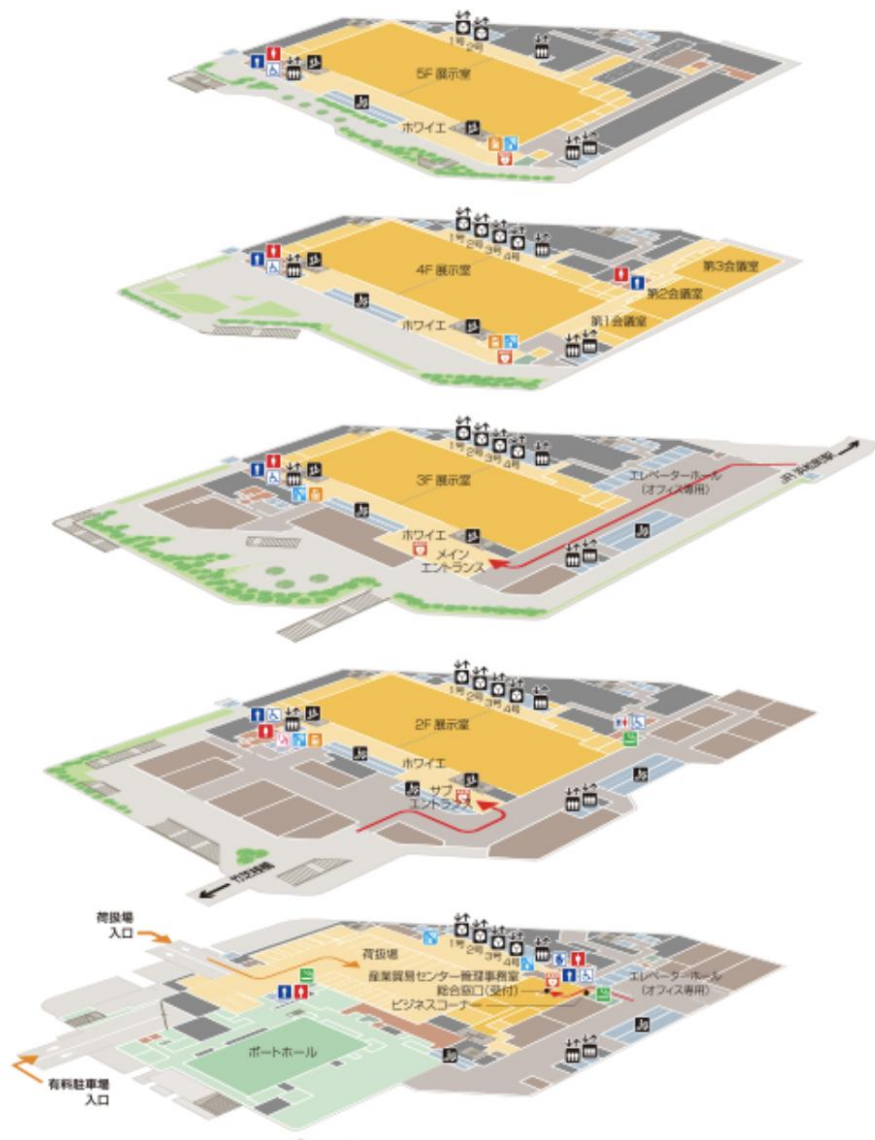 1号
2号
5F 展示室
ホワイエ
1号
2号
3号
4号
4F 展示室
第3会議室
第2会議室
第1会議室
ホワイエ
1号
2号
3号
4号
3F 展示室
エレベーターホール
(オフィス専用)
ホワイエ
メイン
エントランス
1号
2号
3号
4号
2F 展示室
ホワイエ
サブ
エントランス
竹芝桟橋
荷扱場
入口
1号
2号
3号
4号
荷扱場
産業貿易センター管理事務室
総合窓口(受付)
ビジネスコーナー
エレベーターホール
(オフィス専用)
ポートホール
有料駐車場
入口